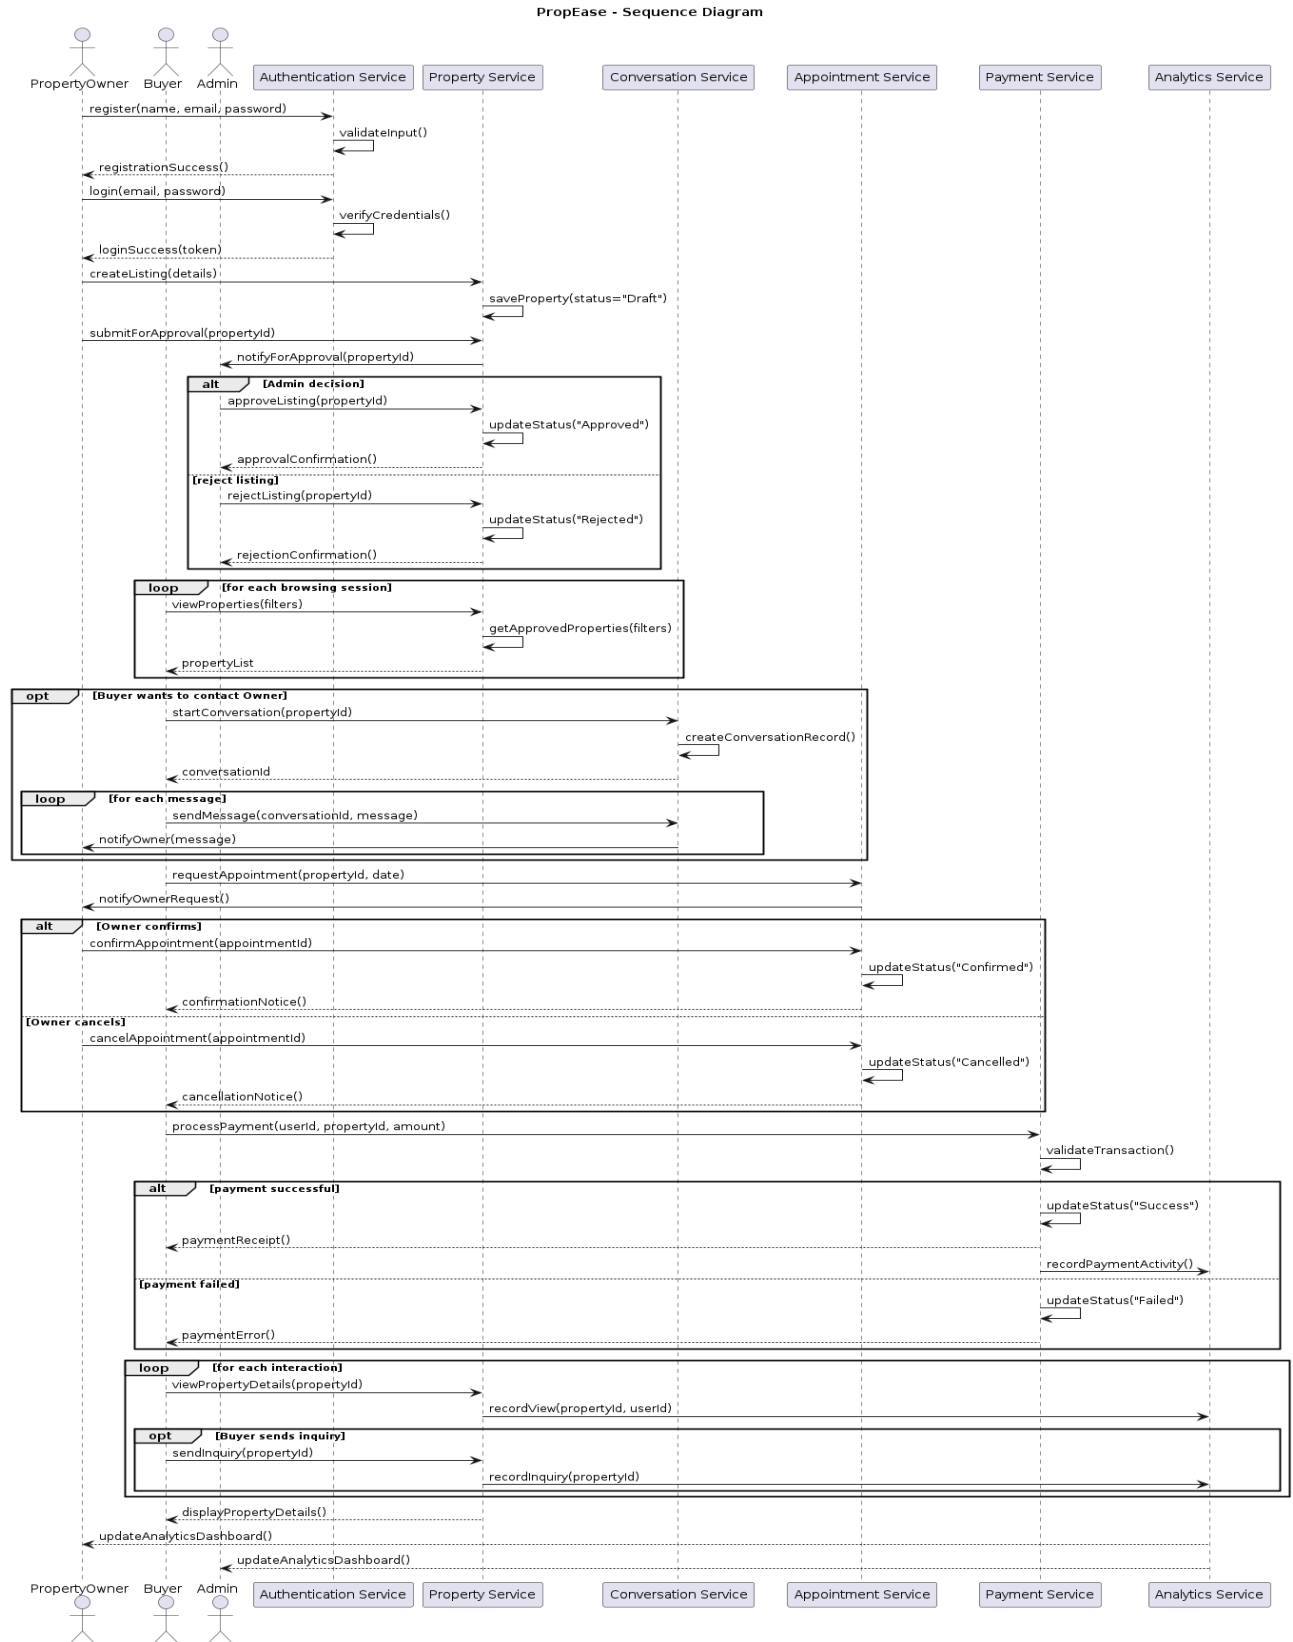 PropEase - Sequence Diagram
PropertyOwner Buyer Admin Authentication Service Property Service Conversation Service Appointment Service Payment Service Analytics Service
register(name, email, password)
validateInput()
registrationSuccess()
login(email, password)
verifyCredentials()
loginSuccess(token)
createListing(details)
saveProperty(status="Draft")
submitForApproval(propertyId)
notifyForApproval(propertyId)
alt [Admin decision]
approveListing(propertyId)
updateStatus("Approved")
approvalConfirmation()
[reject listing]
rejectListing(propertyId)
updateStatus("Rejected")
rejectionConfirmation()
loop [for each browsing session]
viewProperties(filters)
getApprovedProperties(filters)
propertyList
opt [Buyer wants to contact Owner]
startConversation(propertyId)
createConversationRecord()
conversationId
loop [for each message]
sendMessage(conversationId, message)
notifyOwner(message)
requestAppointment(propertyId, date)
notifyOwnerRequest()
alt [Owner confirms]
confirmAppointment(appointmentId)
updateStatus("Confirmed")
confirmationNotice()
[Owner cancels]
cancelAppointment(appointmentId)
updateStatus("Cancelled")
cancellationNotice()
processPayment(userId, propertyId, amount)
validateTransaction()
alt [payment successful]
updateStatus("Success")
paymentReceipt()
recordPaymentActivity()
[payment failed]
updateStatus("Failed")
paymentError()
loop [for each interaction]
viewPropertyDetails(propertyId)
recordView(propertyId, userId)
opt [Buyer sends inquiry]
sendInquiry(propertyId)
recordInquiry(propertyId)
displayPropertyDetails()
updateAnalyticsDashboard()
updateAnalyticsDashboard()
PropertyOwner Buyer Admin Authentication Service Property Service Conversation Service Appointment Service Payment Service Analytics Service